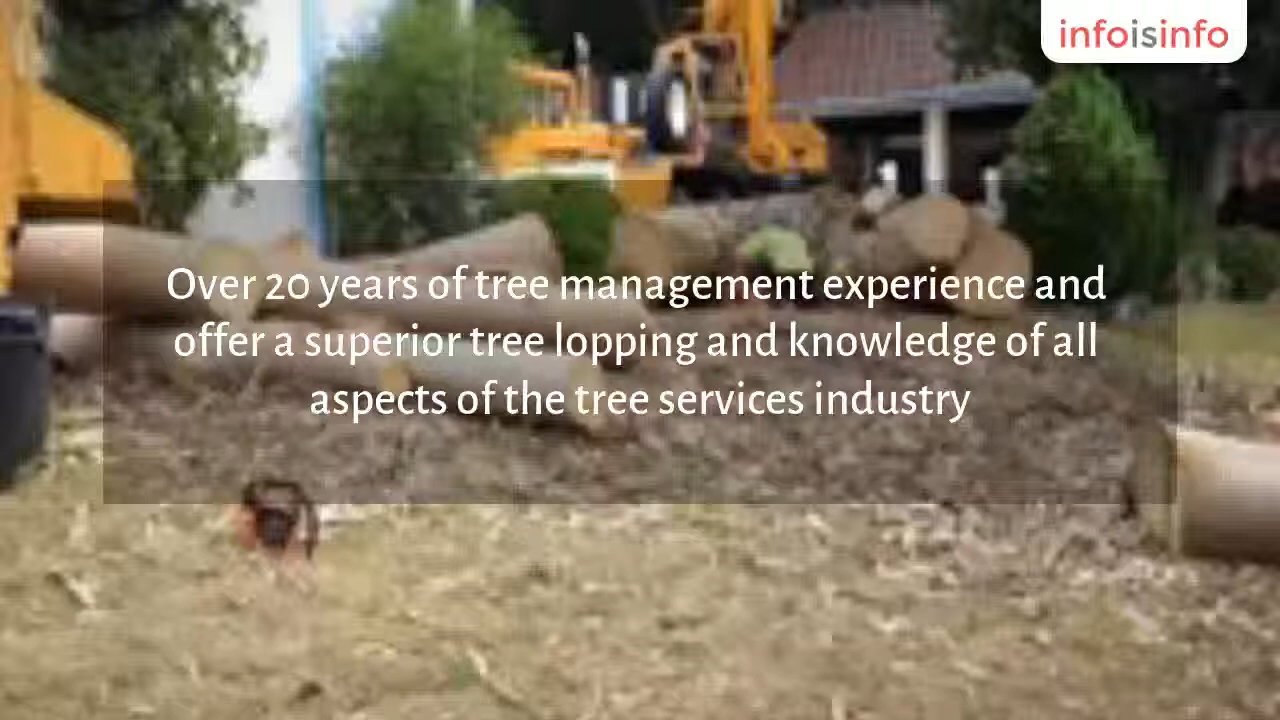 infoisinfo
Over 20 years of tree management experience and
offer a superior tree lopping and knowledge of all
aspects of the tree services industry